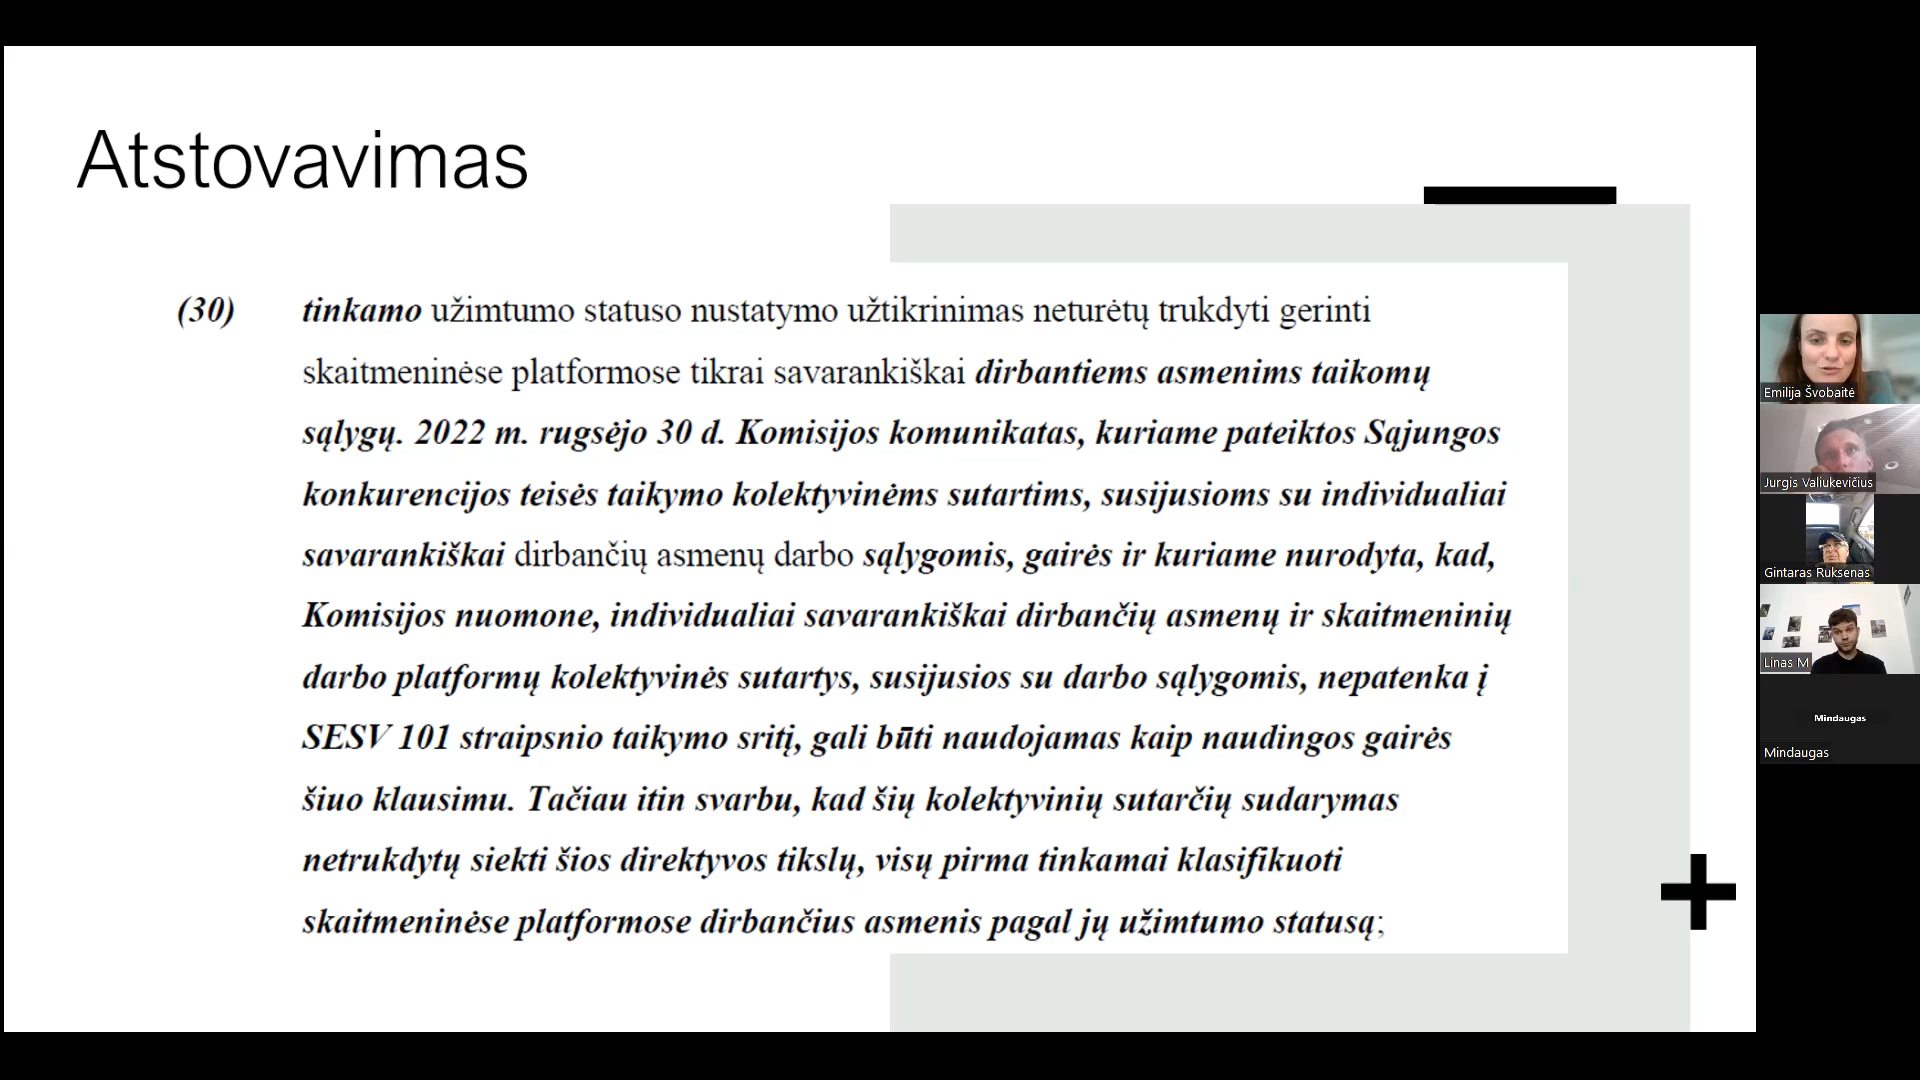 Atstovavimas
(30) tinkamo užimtumo statuso nustatymo užtikrinimas neturėtų trukdyti gerinti
skaitmeninėse platformose tikrai savarankiškai dirbantiems asmenims taikomų
sąlygų. 2022 m. rugsėjo 30 d. Komisijos komunikatas, kuriame pateiktos Sąjungos
konkurencijos teisės taikymo kolektyvinėms sutartims, susijusioms su individualiai
savarankiškai dirbančių asmenų darbo sąlygomis, gairės ir kuriame nurodyta, kad,
Komisijos nuomone, individualiai savarankiškai dirbančių asmenų ir skaitmeninių
darbo platformų kolektyvinės sutartys, susijusios su darbo sąlygomis, nepatenka į
SESV 101 straipsnio taikymo sritį, gali būti naudojamas kaip naudingos gairės
šiuo klausimu. Tačiau itin svarbu, kad šių kolektyvinių sutarčių sudarymas
netrukdytų siekti šios direktyvos tikslų, visų pirma tinkamai klasifikuoti
skaitmeninėse platformose dirbančius asmenis pagal jų užimtumo statusą;
Emilija Švobaitė
Jurgis Valiukevičius
Gintaras Ruksenas
Linas M
Mindaugas
Mindaugas